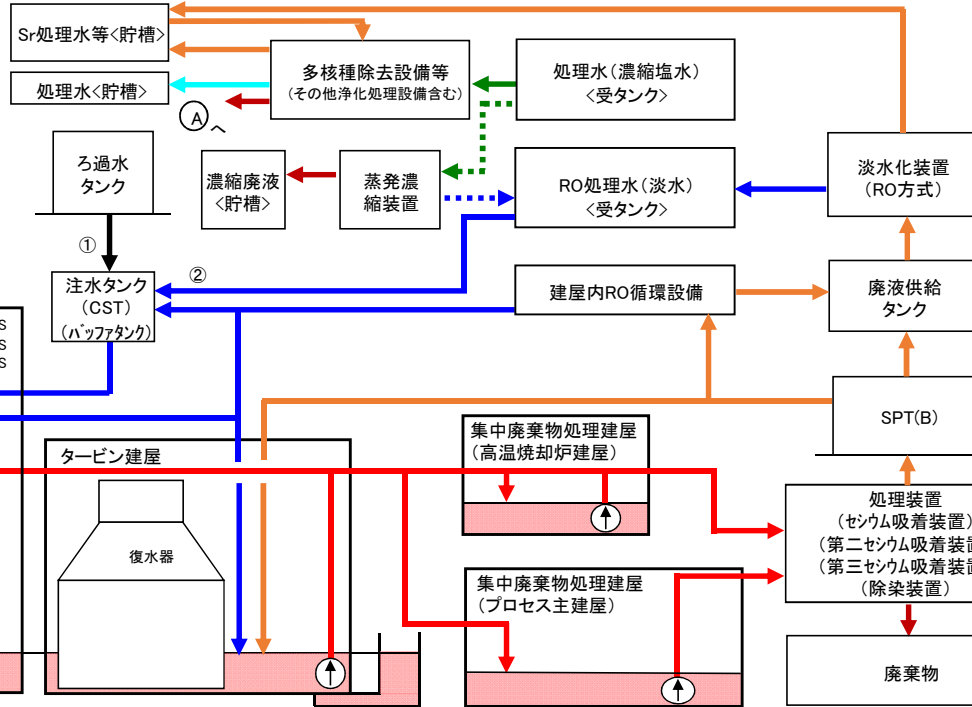 Sr処理水等<貯槽>
処理水<貯槽>
Ⓐへ
多核種除去設備等
(その他浄化処理設備含む)
処理水(濃縮塩水)
<受タンク>
ろ過水
タンク
濃縮廃液
<貯槽>
蒸発濃
縮装置
RO処理水(淡水)
<受タンク>
淡水化装置
(RO方式)
①
②
注水タンク
(CST)
(バッファタンク)
建屋内RO循環設備
廃液供給
タンク
S
S
S
SPT(B)
タービン建屋
復水器
集中廃棄物処理建屋
(高温焼却炉建屋)
集中廃棄物処理建屋
(プロセス主建屋)
処理装置
(セシウム吸着装置)
(第二セシウム吸着装置
(第三セシウム吸着装置
(除染装置)
廃棄物